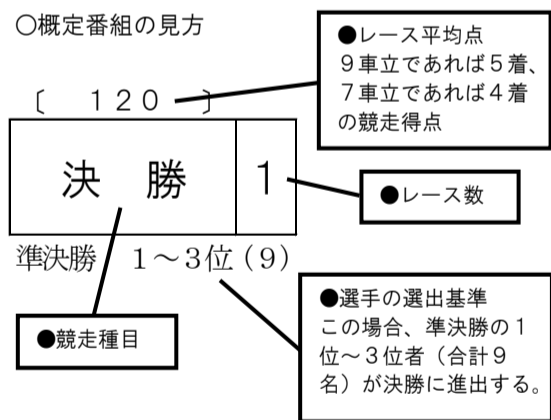 ○概定番組の見方
●レース平均点
９車立であれば５着、
７車立であれば４着
の競走得点
〔　１２０　〕
決　勝
１
●レース数
準決勝　１～３位（９）
●競走種目
●選手の選出基準
この場合、準決勝の１
位～３位者（合計９
名）が決勝に進出する。